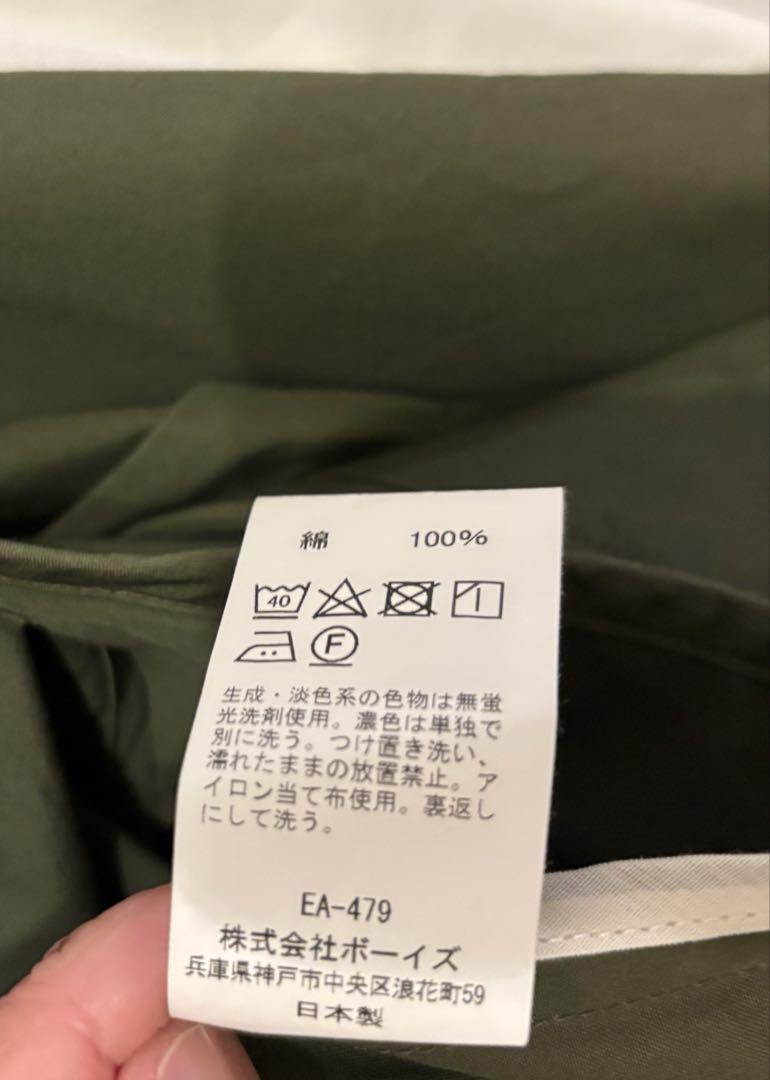 綿 100%
40
F
生成・淡色系の色物は無蛍
光洗剤使用。濃色は単独で
別に洗う。つけ置き洗い、
濡れたままの放置禁止。ア
イロン当て布使用。裏返し
にして洗う。
EA-479
株式会社ボーイズ
兵庫県神戸市中央区浪花町59
日本製